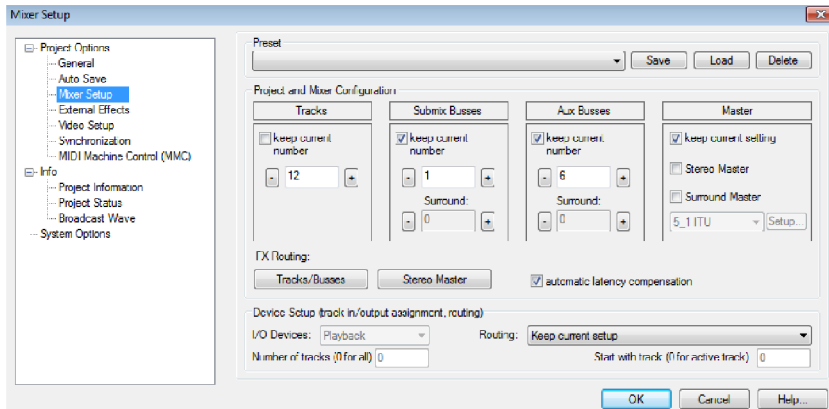 Mixer Setup
Project Options
General
Auto Save
Mixer Setup
External Effects
Video Setup
Synchronization
MIDI Machine Control (MMC)
Info
Project Information
Project Status
Broadcast Wave
System Options
Preset
Save Load Delete
Project and Mixer Configuration
Tracks Submix Busses Aux Busses Master
keep current number
12
keep current number
1
Surround:
0
keep current number
6
Surround:
0
keep current setting
Stereo Master
Surround Master
5_1 ITU Setup...
FX Routing:
Tracks/Busses Stereo Master automatic latency compensation
Device Setup (track in/output assignment, routing)
I/O Devices: Playback Routing: Keep current setup
Number of tracks (0 for all) 0 Start with track (0 for active track) 0
OK Cancel Help...